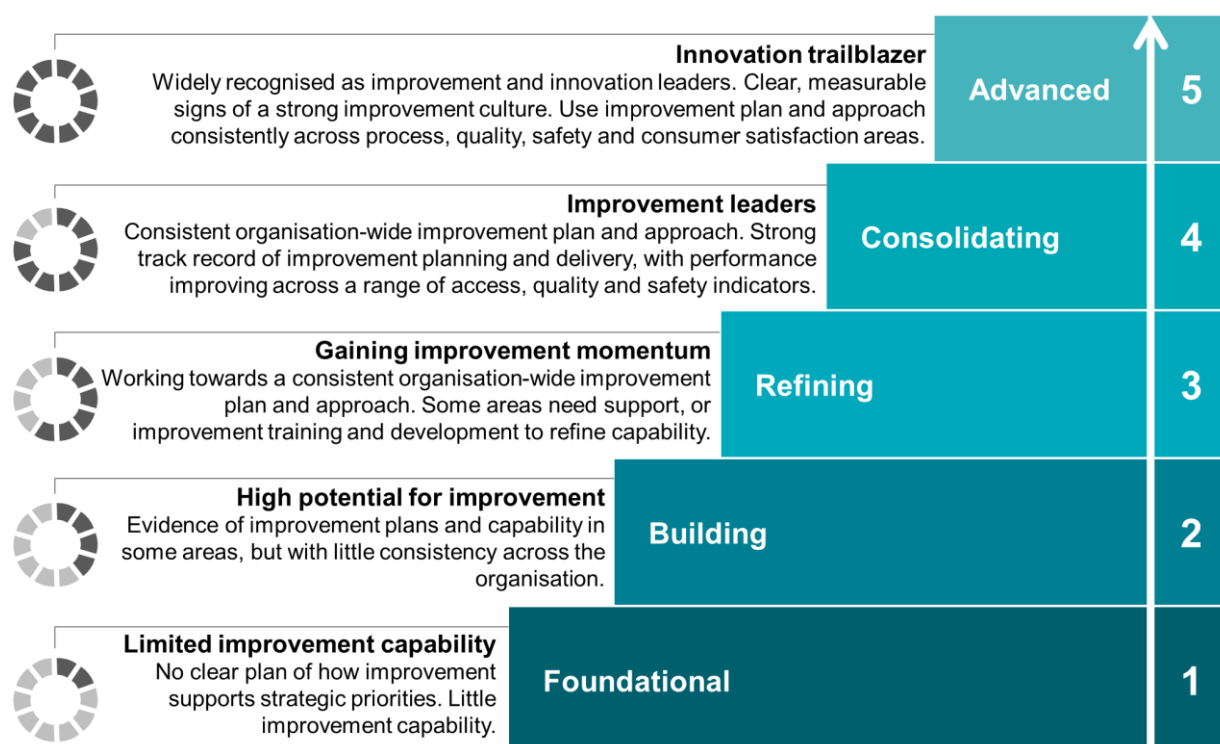 Innovation trailblazer
Widely recognised as improvement and innovation leaders. Clear, measurable
signs of a strong improvement culture. Use improvement plan and approach
consistently across process, quality, safety and consumer satisfaction areas.
Advanced
5
Improvement leaders
Consistent organisation-wide improvement plan and approach. Strong
track record of improvement planning and delivery, with performance
improving across a range of access, quality and safety indicators.
Consolidating
4
Gaining improvement momentum
Working towards a consistent organisation-wide improvement
plan and approach. Some areas need support, or
improvement training and development to refine capability.
Refining
3
High potential for improvement
Evidence of improvement plans and capability in
some areas, but with little consistency across the
organisation.
Building
2
Limited improvement capability
No clear plan of how improvement
supports strategic priorities. Little
improvement capability.
Foundational
1